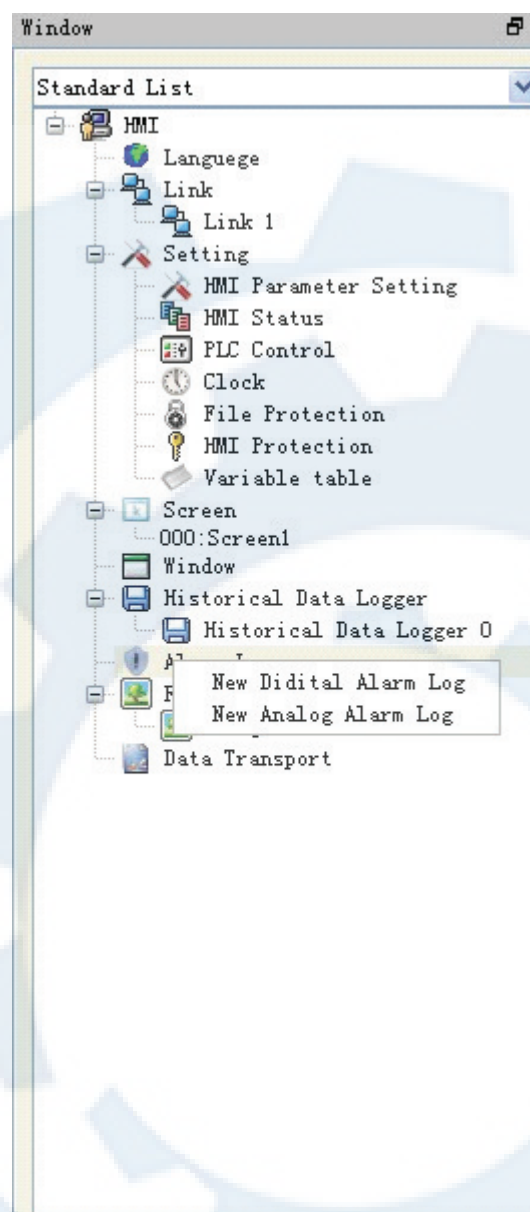 Window
Standard List
HMI
Languege
Link
Link 1
Setting
HMI Parameter Setting
HMI Status
PLC Control
Clock
File Protection
HMI Protection
Variable table
Screen
000:Screen1
Window
Historical Data Logger
Historical Data Logger 0
New Didital Alarm Log
New Analog Alarm Log
Data Transport